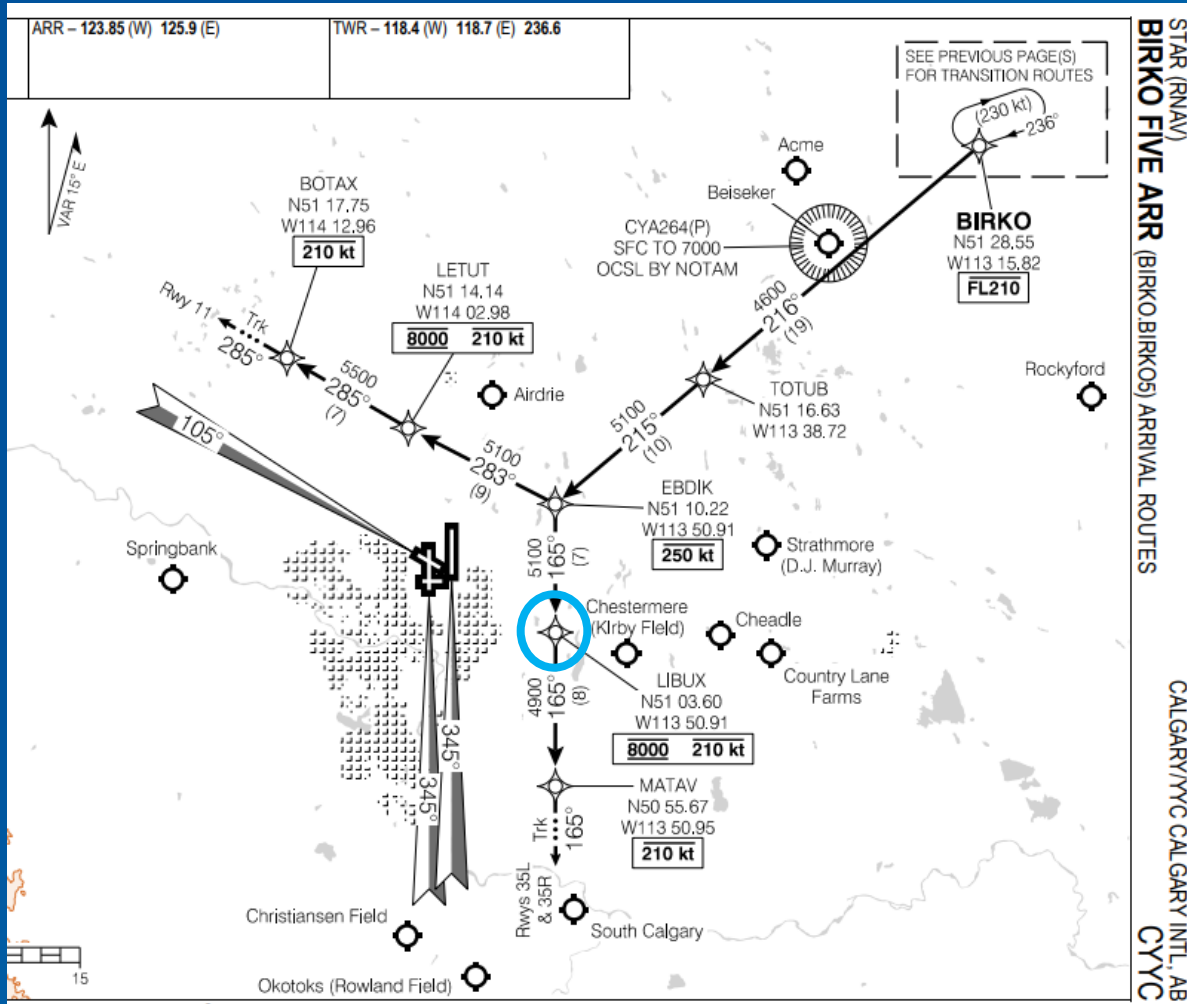 ARR – 123.85 (W) 125.9 (E)
TWR – 118.4 (W) 118.7 (E) 236.6
STAR (RNAV)
BIRKO FIVE ARR (BIRKO.BIRKO5) ARRIVAL ROUTES
CALGARY/YYC CALGARY INTL, AB
CYYC
SEE PREVIOUS PAGE(S)
FOR TRANSITION ROUTES
(230 kt)
236°
VAR 15° E
Acme
Beiseker
CYA264(P)
SFC TO 7000
OCSL BY NOTAM
BIRKO
N51 28.55
W113 15.82
FL210
BOTAX
N51 17.75
W114 12.96
210 kt
LETUT
N51 14.14
W114 02.98
8000 210 kt
4600
216°
(19)
Rwy 11
Trk
285°
5500
285°
(7)
Airdrie
TOTUB
N51 16.63
W113 38.72
Rockyford
5100
215°
(10)
5100
283°
(9)
105°
EBDIK
N51 10.22
W113 50.91
250 kt
Springbank
5100
165°
(7)
Strathmore
(D.J. Murray)
Chestermere
(KIrby FIeld)
Cheadle
Country Lane
Farms
LIBUX
N51 03.60
W113 50.91
8000 210 kt
4900
165°
(8)
345°
345°
MATAV
N50 55.67
W113 50.95
210 kt
Trk
165°
Rwys 35L
& 35R
South Calgary
Christiansen Field
Okotoks (Rowland Field)
15